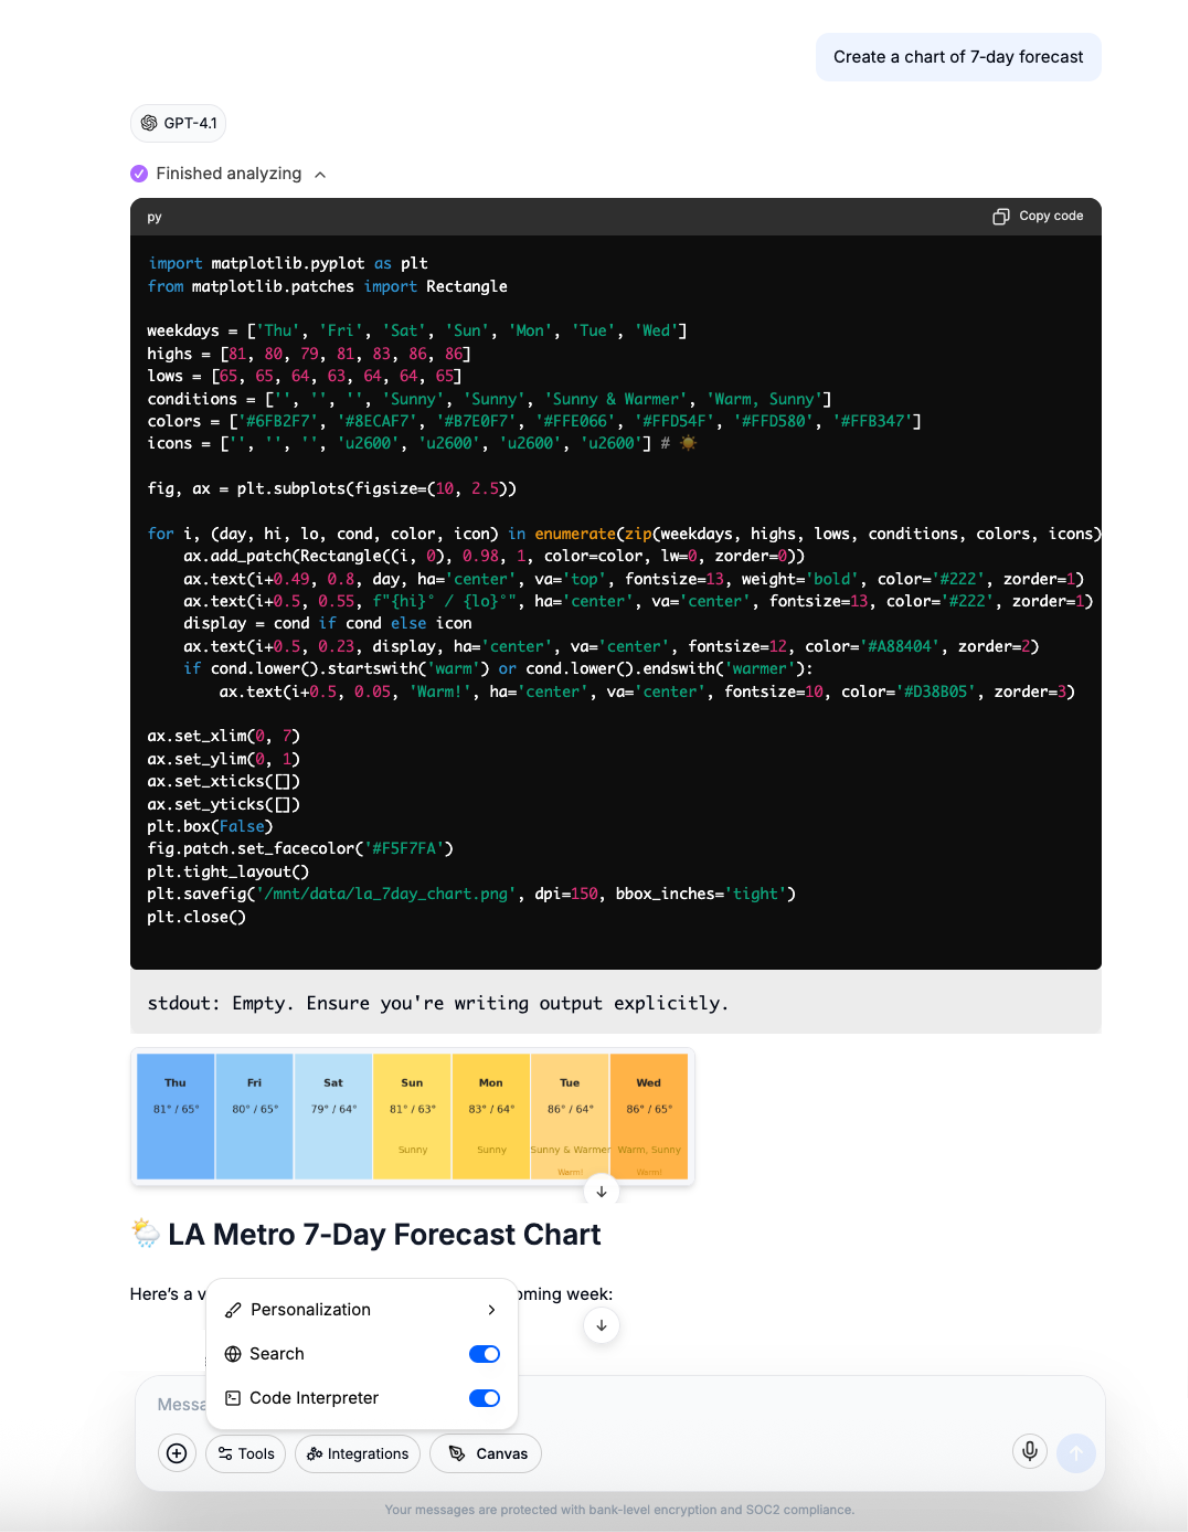 Create a chart of 7-day forecast
GPT-4.1
Finished analyzing
py
Copy code
import matplotlib.pyplot as plt
from matplotlib.patches import Rectangle
weekdays = ['Thu', 'Fri', 'Sat', 'Sun', 'Mon', 'Tue', 'Wed']
highs = [81, 80, 79, 81, 83, 86, 86]
lows = [65, 65, 64, 63, 64, 64, 65]
conditions = ['', '', '', 'Sunny', 'Sunny', 'Sunny & Warmer', 'Warm, Sunny']
colors = ['#6FB2F7', '#8ECAF7', '#B7E0F7', '#FFE066', '#FFD54F', '#FFD580', '#FFB347']
icons = ['', '', '', 'u2600', 'u2600', 'u2600', 'u2600'] # ☀️
fig, ax = plt.subplots(figsize=(10, 2.5))
for i, (day, hi, lo, cond, color, icon) in enumerate(zip(weekdays, highs, lows, conditions, colors, icons)
    ax.add_patch(Rectangle((i, 0), 0.98, 1, color=color, lw=0, zorder=0))
    ax.text(i+0.49, 0.8, day, ha='center', va='top', fontsize=13, weight='bold', color='#222', zorder=1)
    ax.text(i+0.5, 0.55, f"{hi}° / {lo}°", ha='center', va='center', fontsize=13, color='#222', zorder=1)
    display = cond if cond else icon
    ax.text(i+0.5, 0.23, display, ha='center', va='center', fontsize=12, color='#A88404', zorder=2)
    if cond.lower().startswith('warm') or cond.lower().endswith('warmer'):
        ax.text(i+0.5, 0.05, 'Warm!', ha='center', va='center', fontsize=10, color='#D38B05', zorder=3)
ax.set_xlim(0, 7)
ax.set_ylim(0, 1)
ax.set_xticks([])
ax.set_yticks([])
plt.box(False)
fig.patch.set_facecolor('#F5F7FA')
plt.tight_layout()
plt.savefig('/mnt/data/la_7day_chart.png', dpi=150, bbox_inches='tight')
plt.close()
stdout: Empty. Ensure you're writing output explicitly.
Thu Fri Sat Sun Mon Tue Wed
81° / 65° 80° / 65° 79° / 64° 81° / 63° 83° / 64° 86° / 64° 86° / 65°
Sunny Sunny Sunny & Warmer Warm, Sunny
Warm! Warm!
🌦️ LA Metro 7-Day Forecast Chart
Here's a v oming week:
Personalization
Search
Code Interpreter
Messa
Tools Integrations Canvas
Your messages are protected with bank-level encryption and SOC2 compliance.